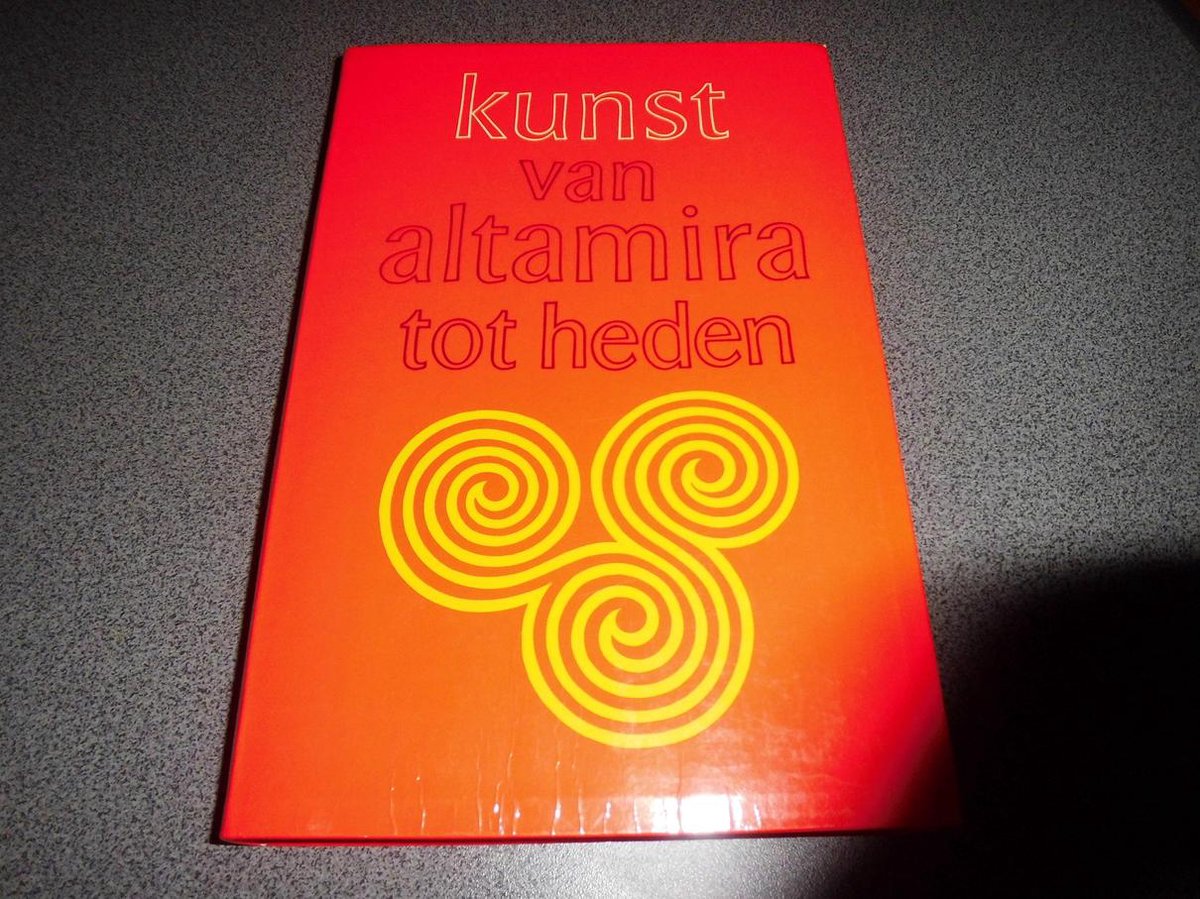 kunst
van
altamira
tot heden